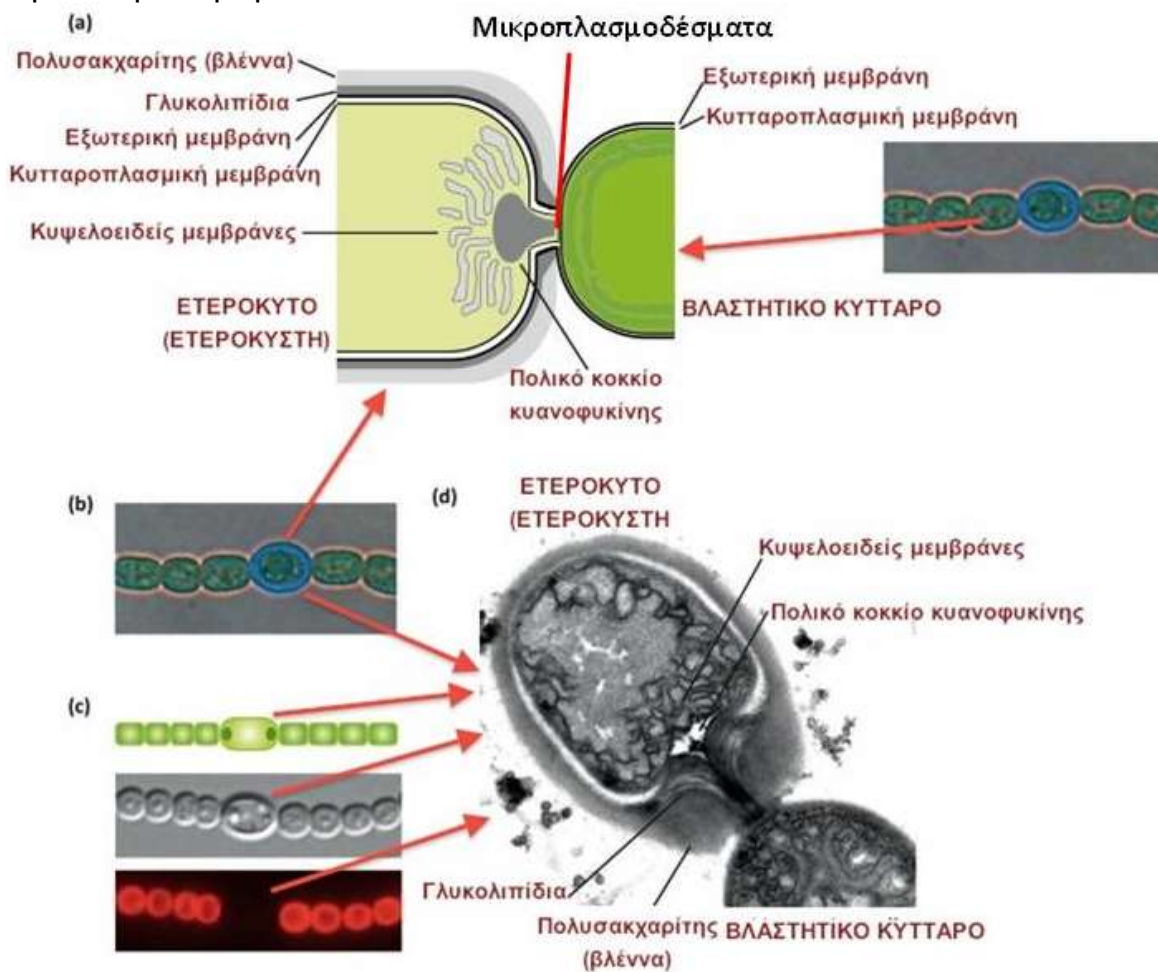 (a)
Μικροπλασμοδέσματα
Πολυσακχαρίτης (βλέννα)
Γλυκολιπίδια
Εξωτερική μεμβράνη
Κυτταροπλασμική μεμβράνη
Κυψελοειδείς μεμβράνες
ΕΤΕΡΟΚΥΤΟ
(ΕΤΕΡΟΚΥΣΤΗ)
Εξωτερική μεμβράνη
Κυτταροπλασμική μεμβράνη
ΒΛΑΣΤΗΤΙΚΟ ΚΥΤΤΑΡΟ
Πολικό κοκκίο
κυανοφυκίνης
(b)
(c)
(d)
ΕΤΕΡΟΚΥΤΟ
(ΕΤΕΡΟΚΥΣΤΗ
Κυψελοειδείς μεμβράνες
Πολικό κοκκίο κυανοφυκίνης
Γλυκολιπίδια
Πολυσακχαρίτης
(βλέννα)
ΒΛΑΣΤΗΤΙΚΟ ΚΥΤΤΑΡΟ